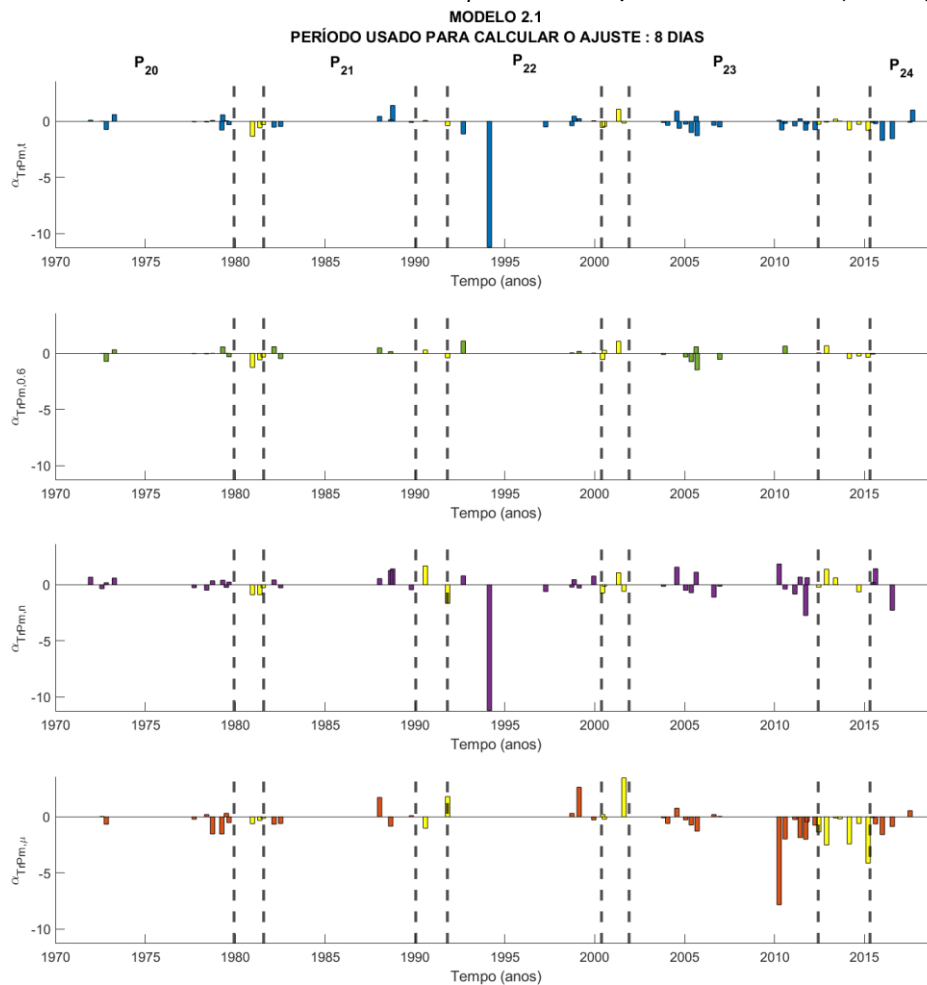 MODELO 2.1
PERÍODO USADO PARA CALCULAR O AJUSTE : 8 DIAS
P20 P21 P22 P23 P24
0
-5
-10
αTrPm,t
1970 1975 1980 1985 1990 1995 2000 2005 2010 2015
Tempo (anos)
0
-5
-10
αTrPm,0.6
1970 1975 1980 1985 1990 1995 2000 2005 2010 2015
Tempo (anos)
0
-5
-10
αTrPm,n
1970 1975 1980 1985 1990 1995 2000 2005 2010 2015
Tempo (anos)
0
-5
-10
αTrPm,μ
1970 1975 1980 1985 1990 1995 2000 2005 2010 2015
Tempo (anos)